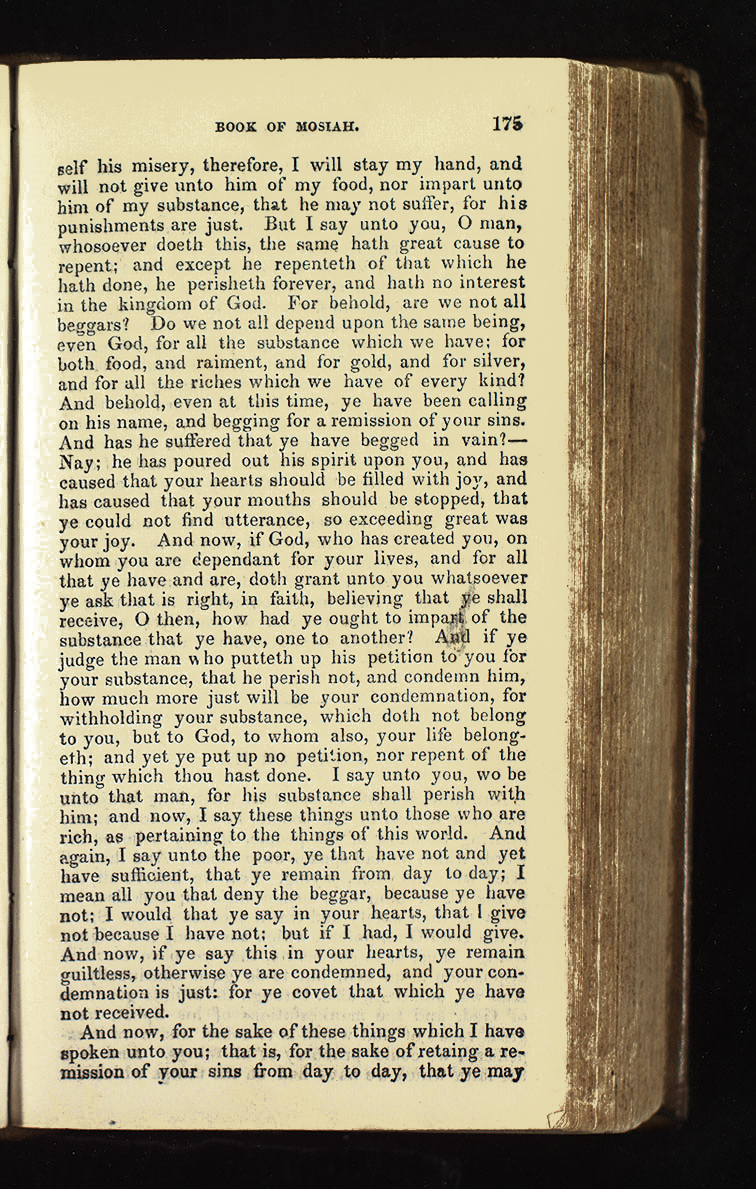 BOOK OF MOSIAH. 175
self his misery, therefore, I will stay my hand, and
will not give unto him of my food, nor impart unto
him of my substance, that he may not suffer, for his
punishments are just. But I say unto you, O man,
whosoever doeth this, the same hath great cause to
repent; and except he repenteth of that which he
hath done, he perisheth forever, and hath no interest
in the kingdom of God. For behold, are we not all
beggars? Do we not all depend upon the same being,
even God, for all the substance which we have; for
both food, and raiment, and for gold, and for silver,
and for all the riches which we have of every kind?
And behold, even at this time, ye have been calling
on his name, and begging for a remission of your sins.
And has he suffered that ye have begged in vain?—
Nay; he has poured out his spirit upon you, and has
caused that your hearts should be filled with joy, and
has caused that your mouths should be stopped, that
ye could not find utterance, so exceeding great was
your joy. And now, if God, who has created you, on
whom you are dependant for your lives, and for all
that ye have and are, doth grant unto you whatsoever
ye ask that is right, in faith, believing that ye shall
receive, O then, how had ye ought to impart of the
substance that ye have, one to another? And if ye
judge the man who putteth up his petition to you for
your substance, that he perish not, and condemn him,
how much more just will be your condemnation, for
withholding your substance, which doth not belong
to you, but to God, to whom also, your life belong-
eth; and yet ye put up no petition, nor repent of the
thing which thou hast done. I say unto you, wo be
unto that man, for his substance shall perish with
him; and now, I say these things unto those who are
rich, as pertaining to the things of this world. And
again, I say unto the poor, ye that have not and yet
have sufficient, that ye remain from day to day; I
mean all you that deny the beggar, because ye have
not; I would that ye say in your hearts, that I give
not because I have not; but if I had, I would give.
And now, if ye say this in your hearts, ye remain
guiltless, otherwise ye are condemned, and your con-
demnation is just: for ye covet that which ye have
not received.
And now, for the sake of these things which I have
spoken unto you; that is, for the sake of retaing a re-
mission of your sins from day to day, that ye may